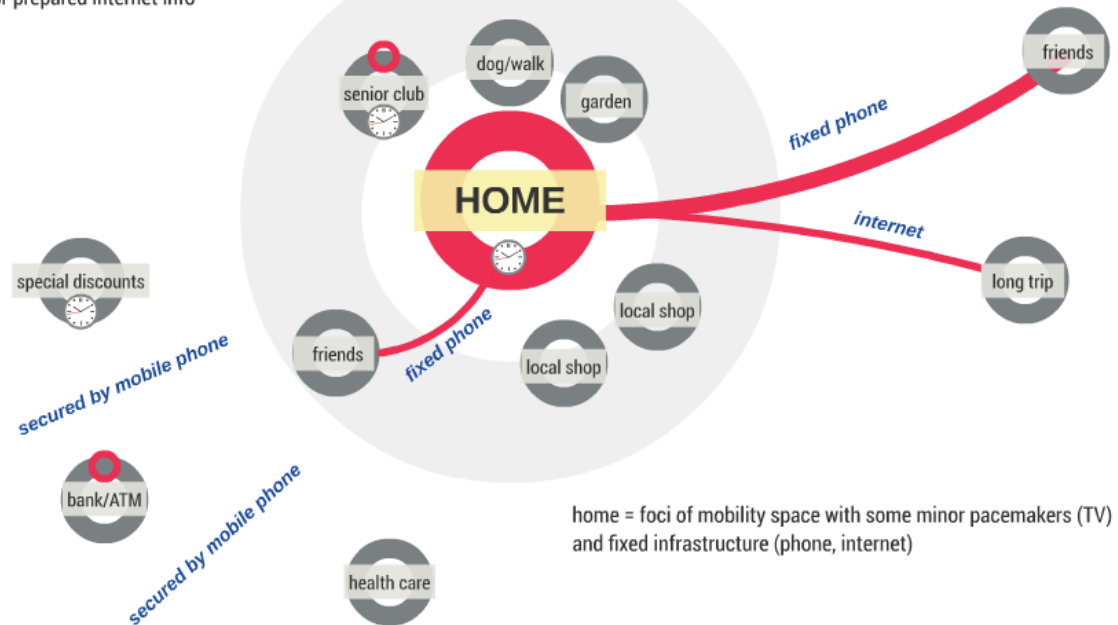 or prepared internet info
friends
dog/walk
senior club
garden
fixed phone
HOME
internet
special discounts
long trip
local shop
friends
fixed phone
local shop
secured by mobile phone
bank/ATM
secured by mobile phone
home = foci of mobility space with some minor pacemakers (TV)
and fixed infrastructure (phone, internet)
health care